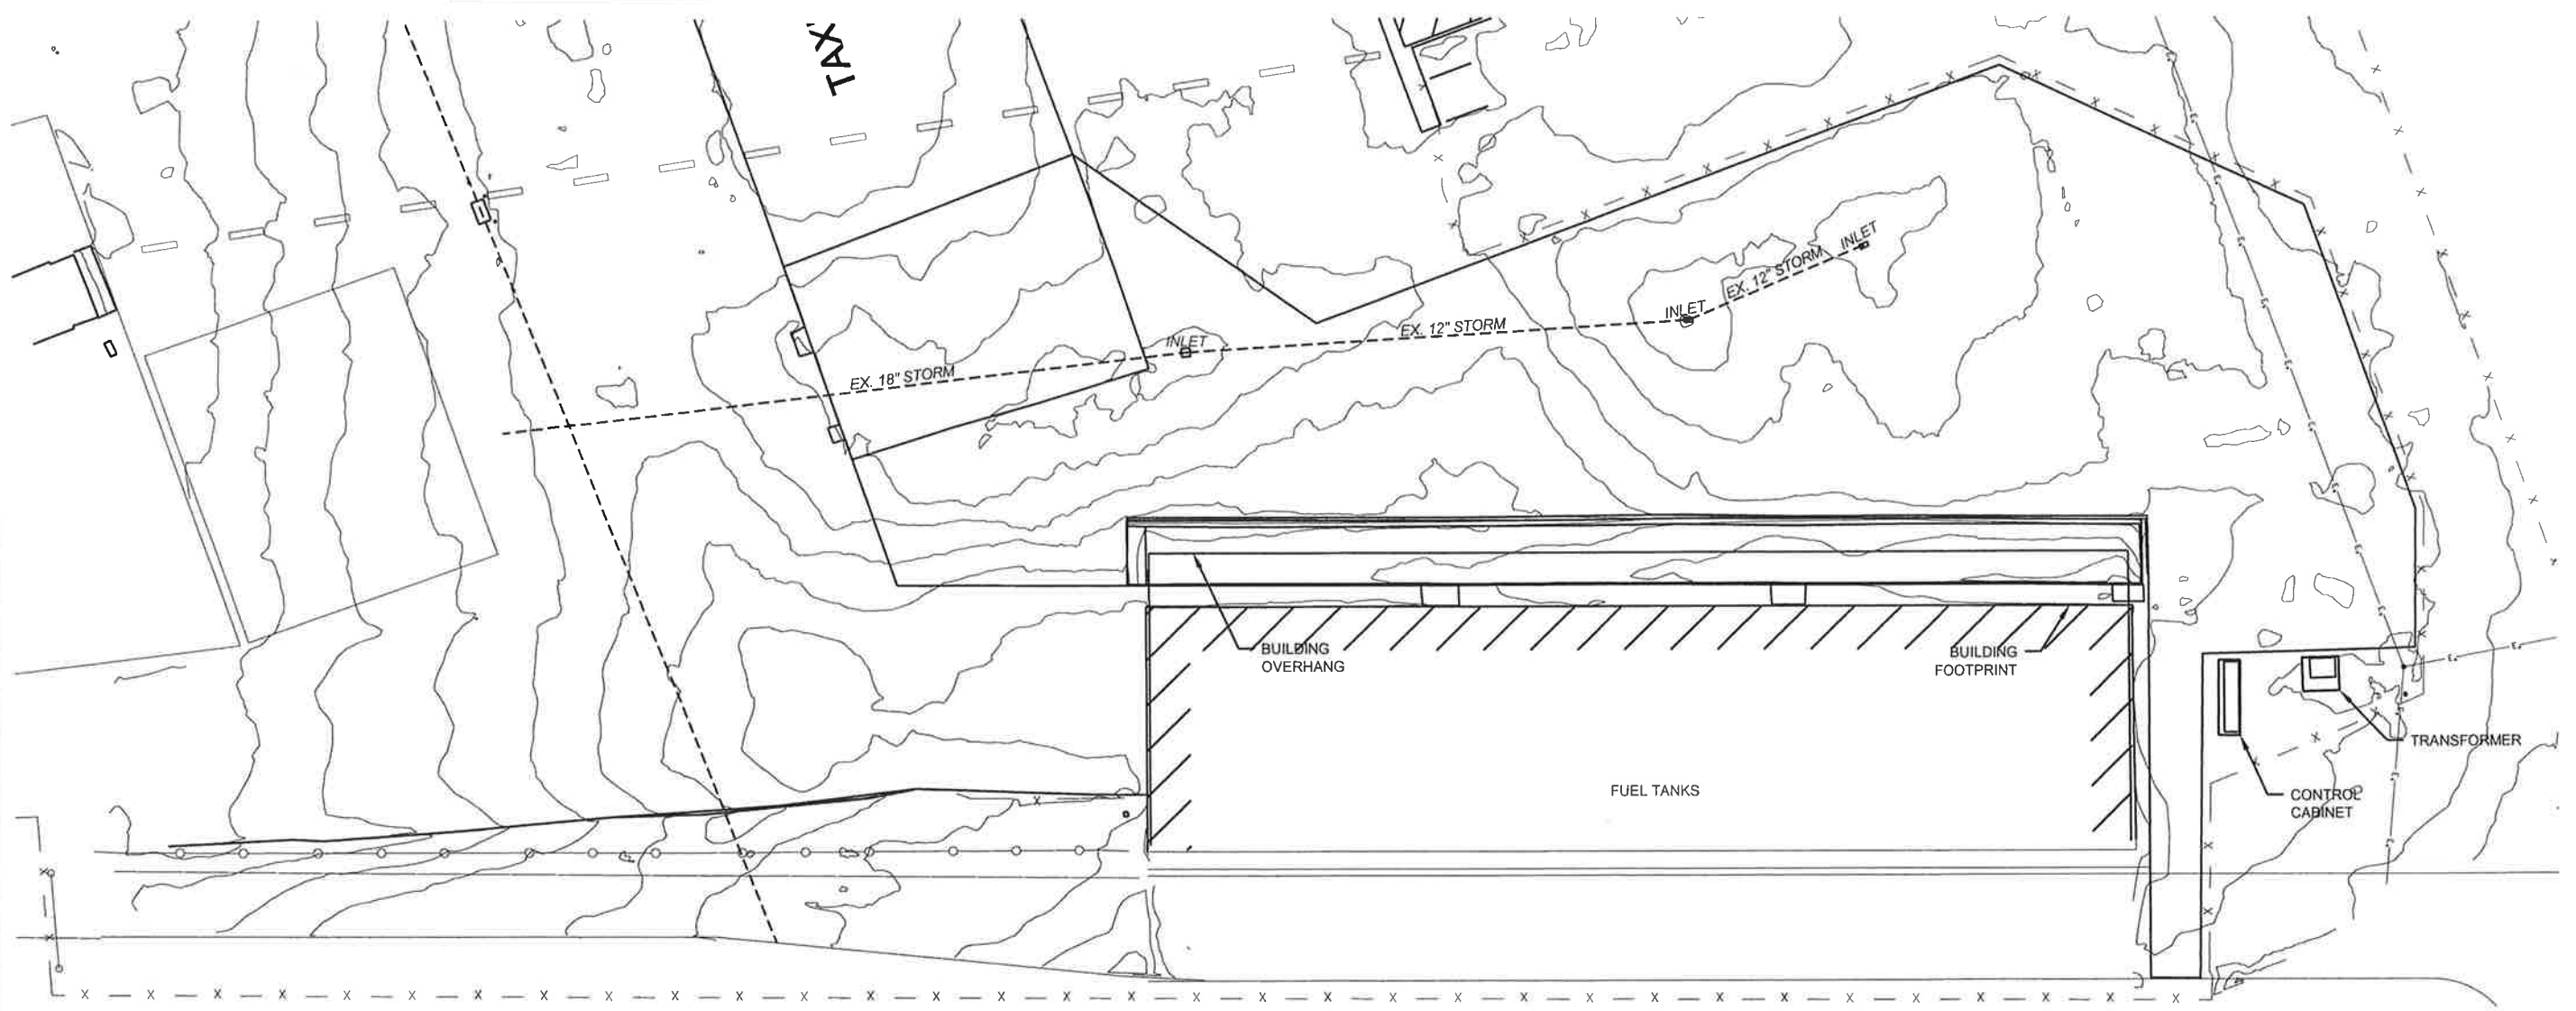 TAX
INLET
EX. 12" STORM
INLET
EX. 12" STORM
INLET
EX. 18" STORM
BUILDING
OVERHANG
BUILDING
FOOTPRINT
TRANSFORMER
FUEL TANKS
CONTROL
CABINET